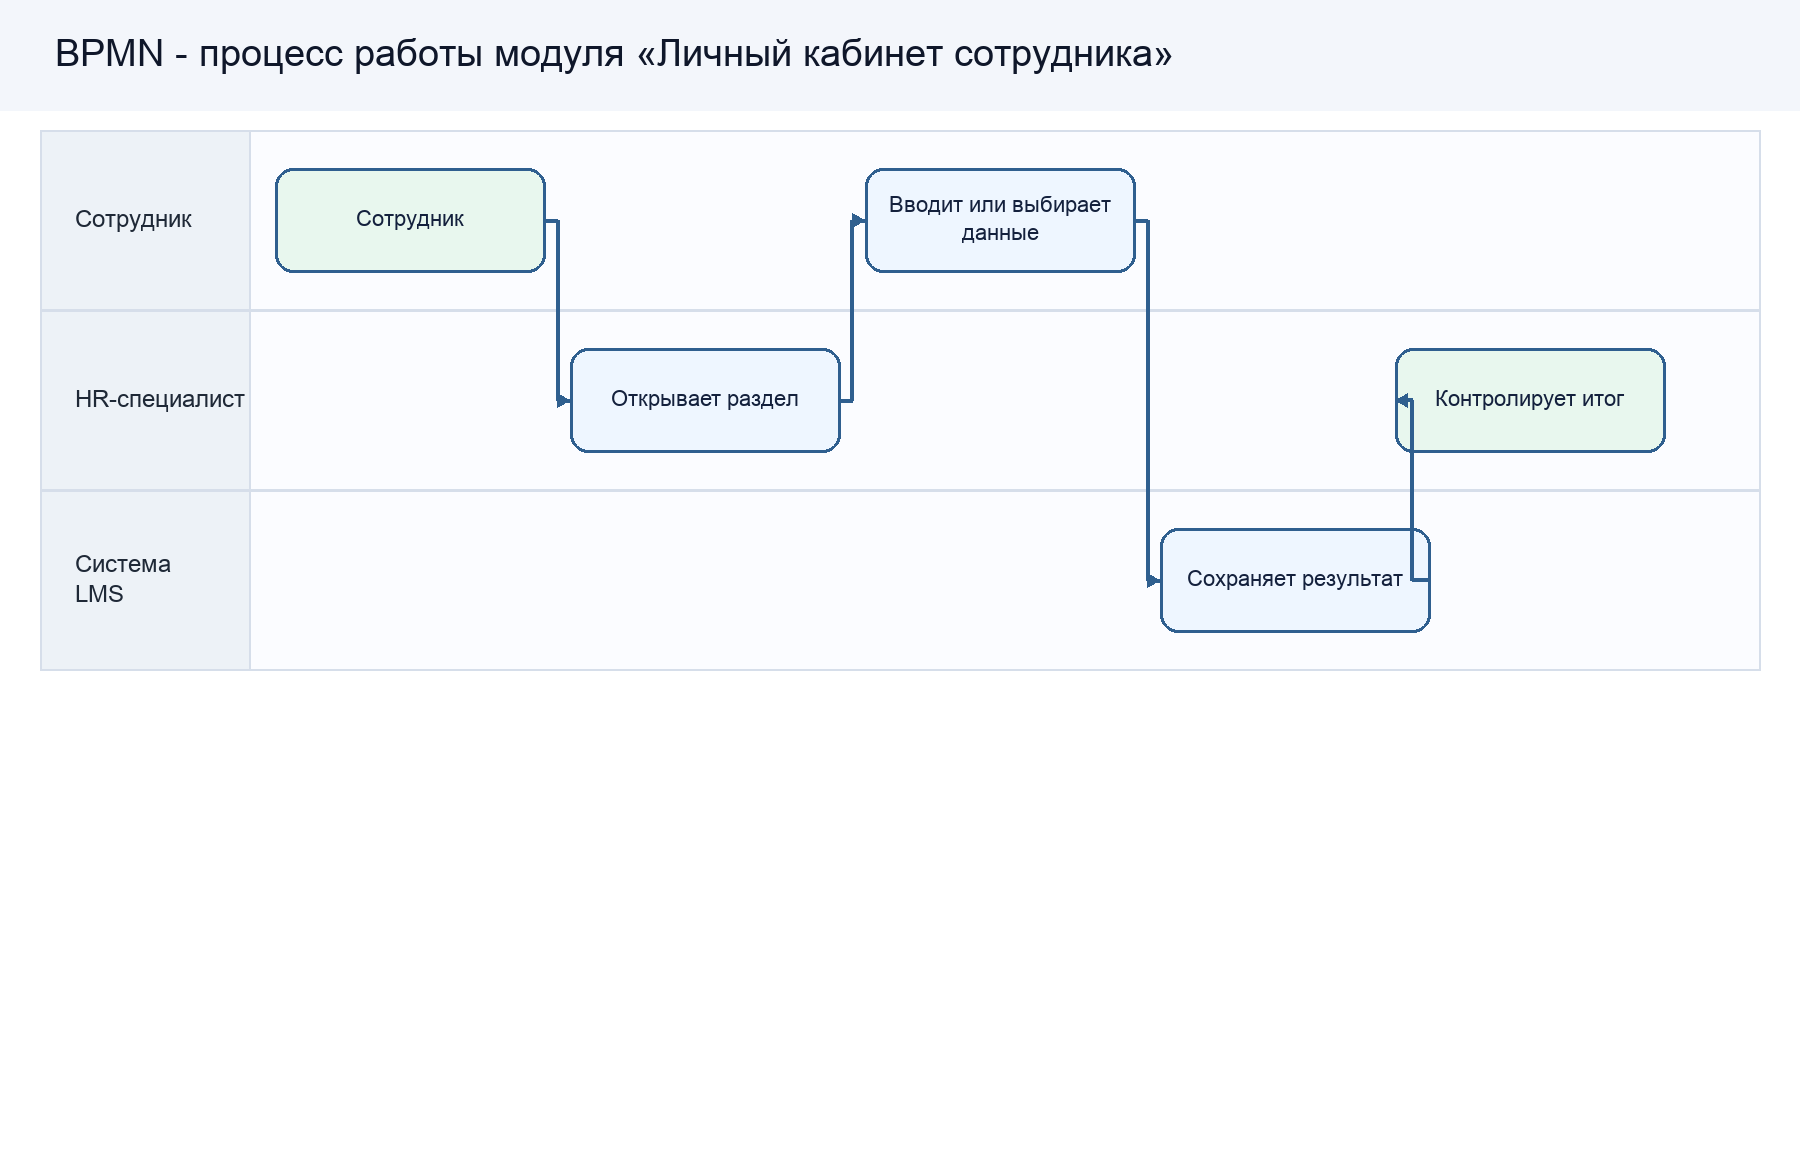 BPMN - процесс работы модуля «Личный кабинет сотрудника»
Сотрудник
Сотрудник
Вводит или выбирает
данные
HR-специалист
Открывает раздел
Контролирует итог
Система
LMS
Сохраняет результат